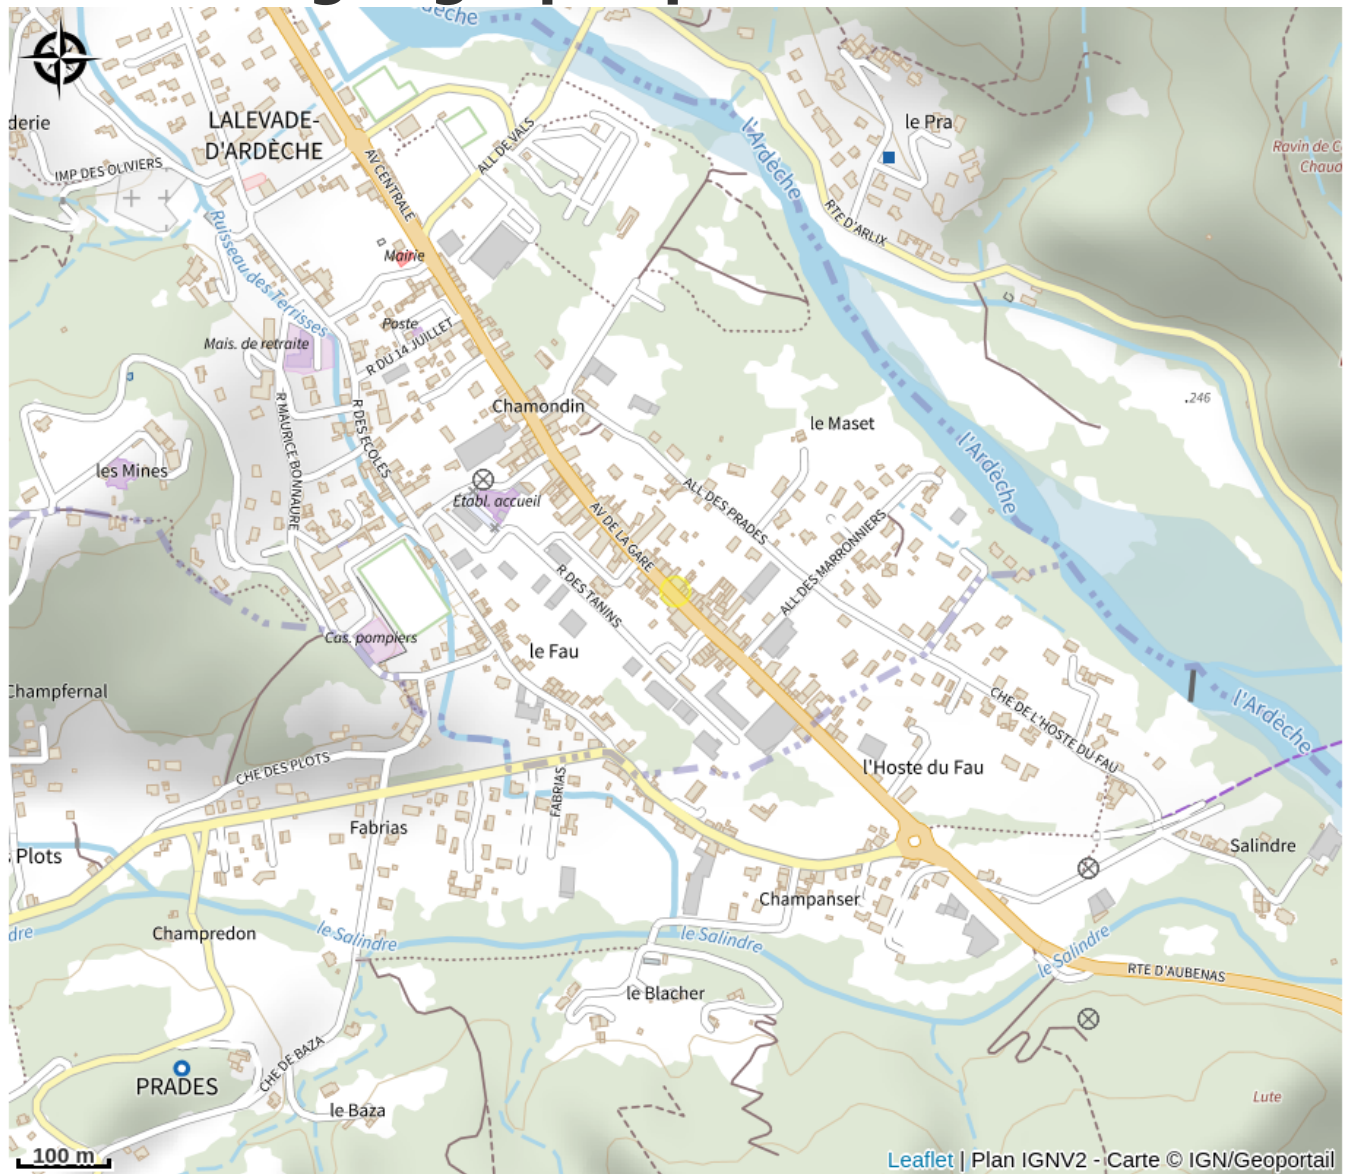 l'Ardèche
derie
LALEVADE-
D'ARDÈCHE
IMP DES OLIVIERS
AV CENTRALE
ALL DE VALS
l'Ardèche
le Pra
Ravin de C
Chaud
RTE D'ARLIX
Ruisseau des Terrisses
Mairie
Poste
Mais. de retraite
R DU 14 JUILLET
.246
Chamondin
R MAURICE BONNAURE
R DES ECOLES
le Maset
l'Ardèche
les Mines
Établ. accueil
ALL DES PRADES
AV DE LA GARE
ALL DES MARRONNIERS
R DES TANINS
Cas. pompiers
le Fau
Champfernal
CHE DE L'HOSTE DU FAU
l'Ardèche
CHE DES PLOTS
l'Hoste du Fau
FABRIAS
Fabrias
Plots
Salindre
Champanser
dre
Champredon
le Salindre
le Salindre
le Salindre
RTE D'AUBENAS
le Blacher
CHE DE BAZA
PRADES
le Baza
Lute
100 m
Leaflet | Plan IGNV2 - Carte © IGN/Geoportail